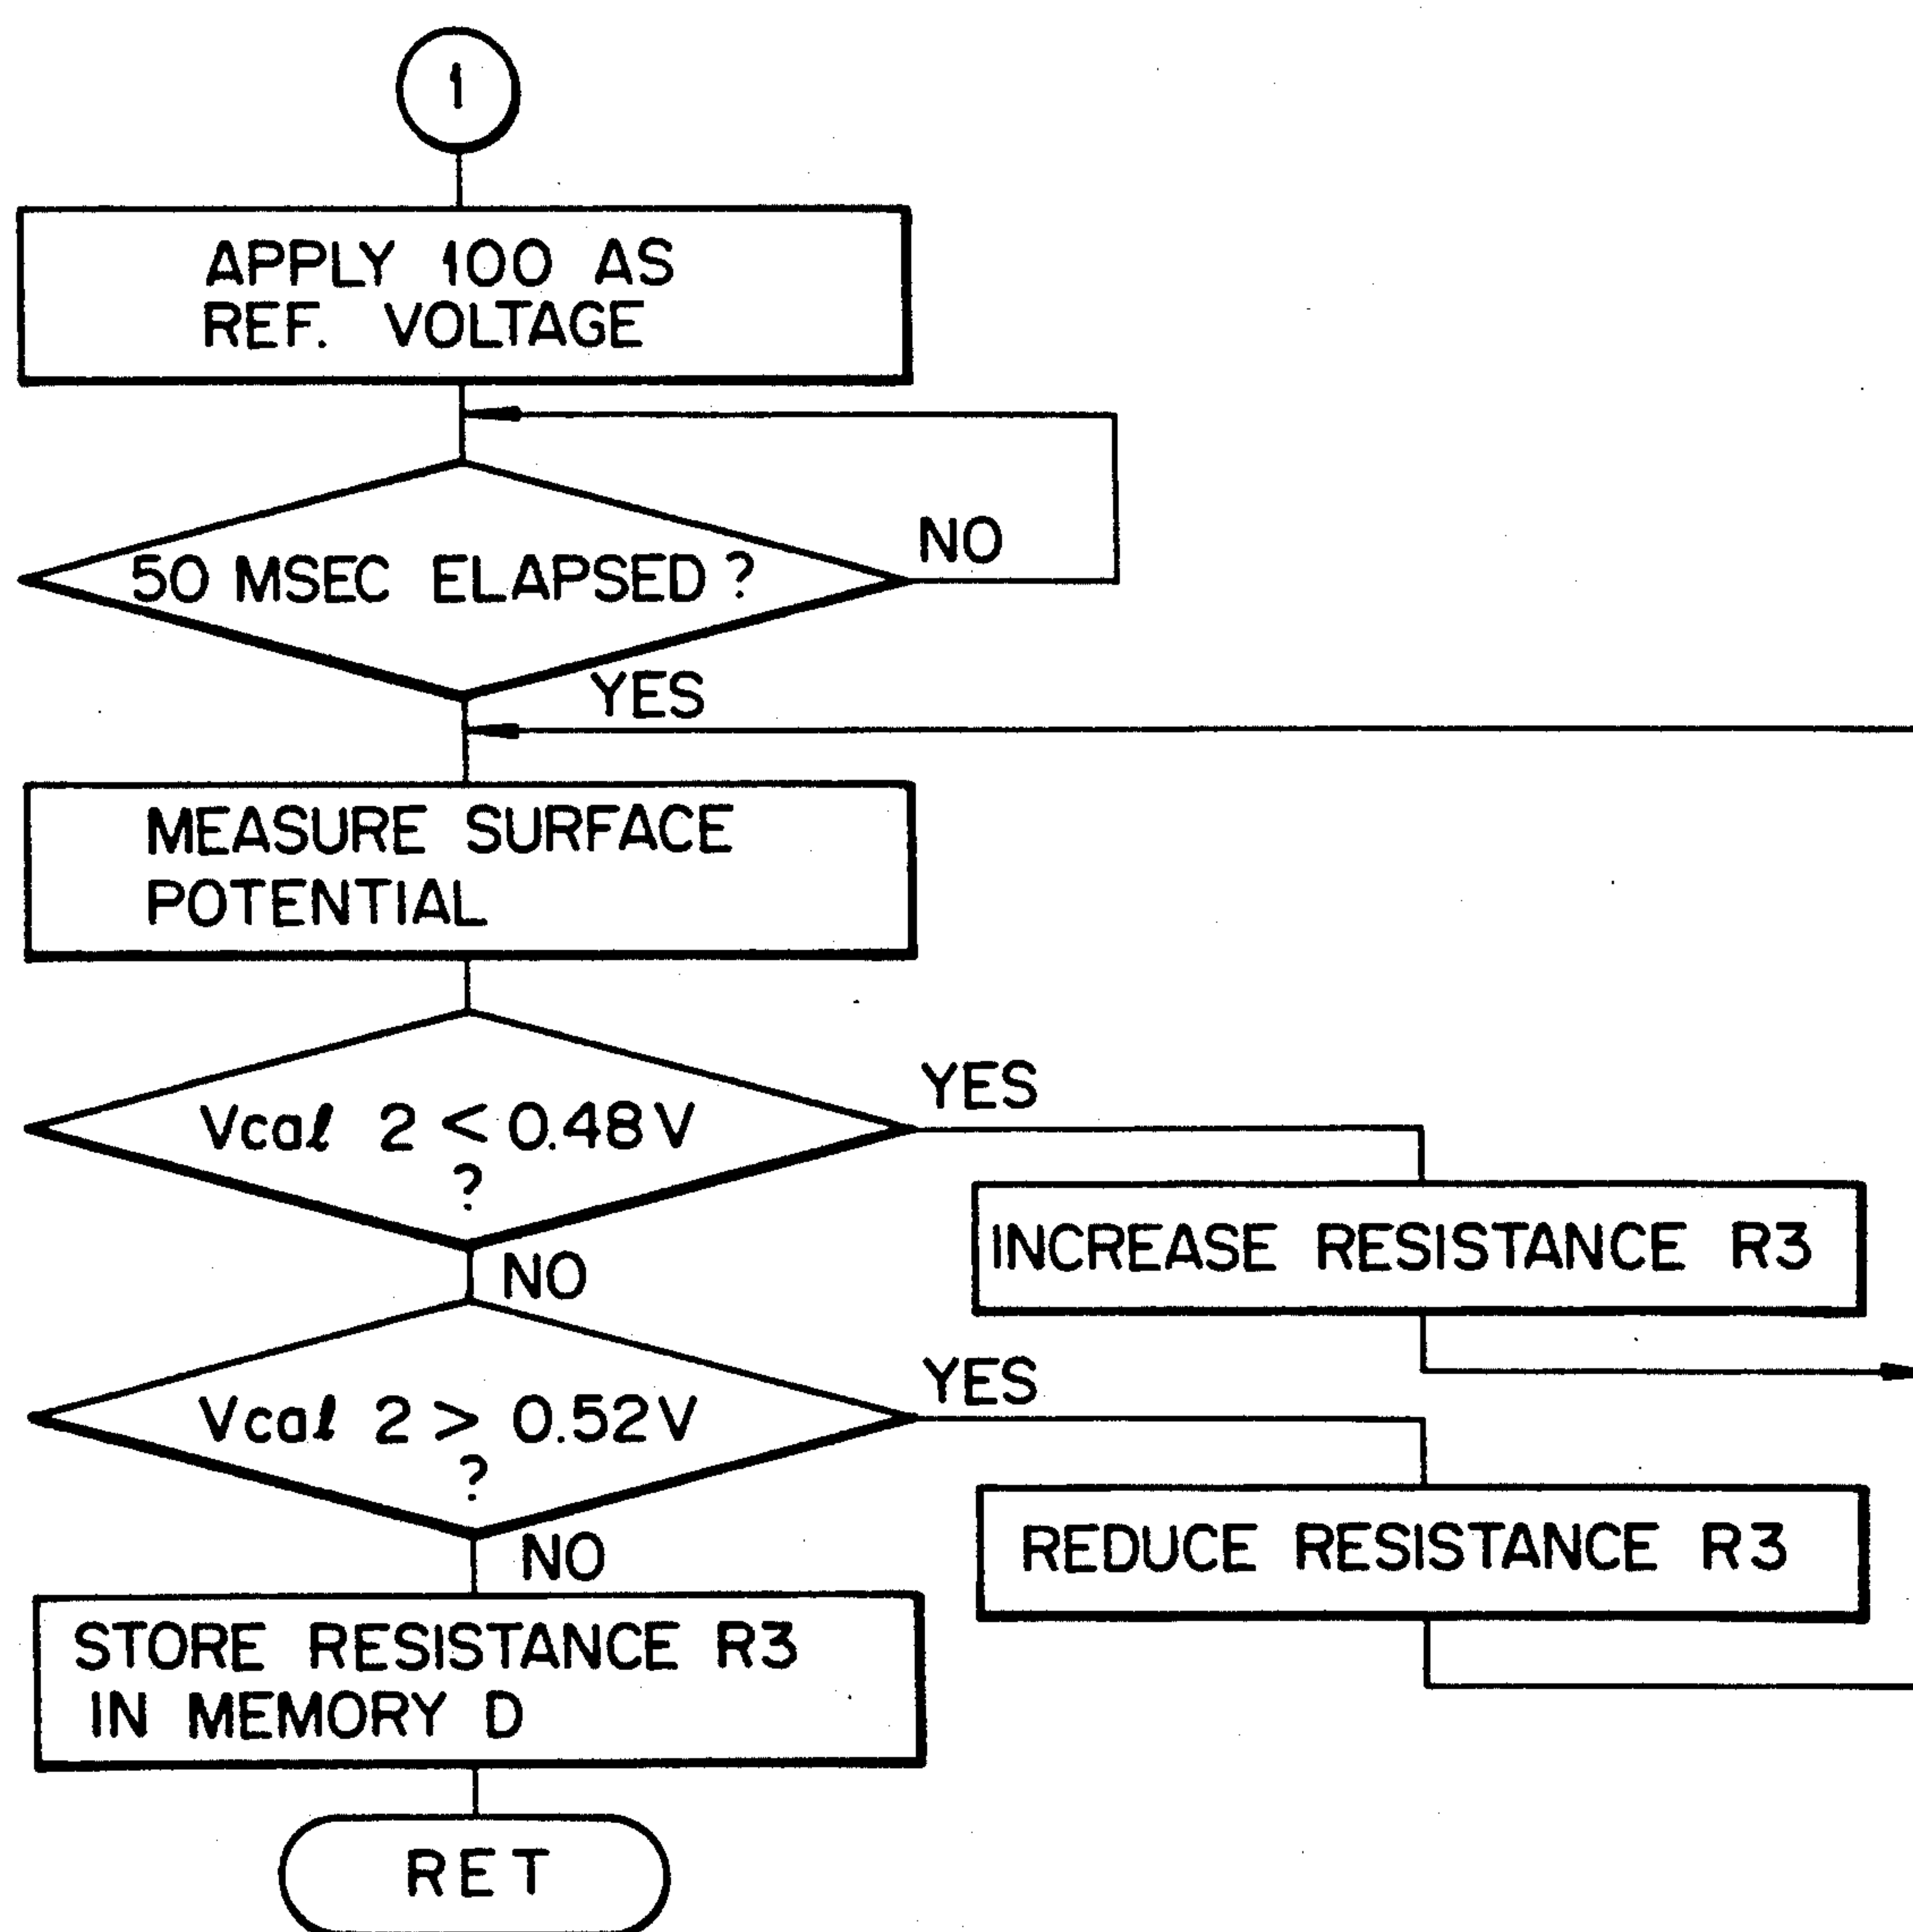 1
APPLY 100 AS
REF. VOLTAGE
50 MSEC ELAPSED ?
NO
YES
MEASURE SURFACE
POTENTIAL
Vcal 2 < 0.48V
?
YES
INCREASE RESISTANCE R3
NO
Vcal 2 > 0.52V
?
YES
REDUCE RESISTANCE R3
NO
STORE RESISTANCE R3
IN MEMORY D
RET